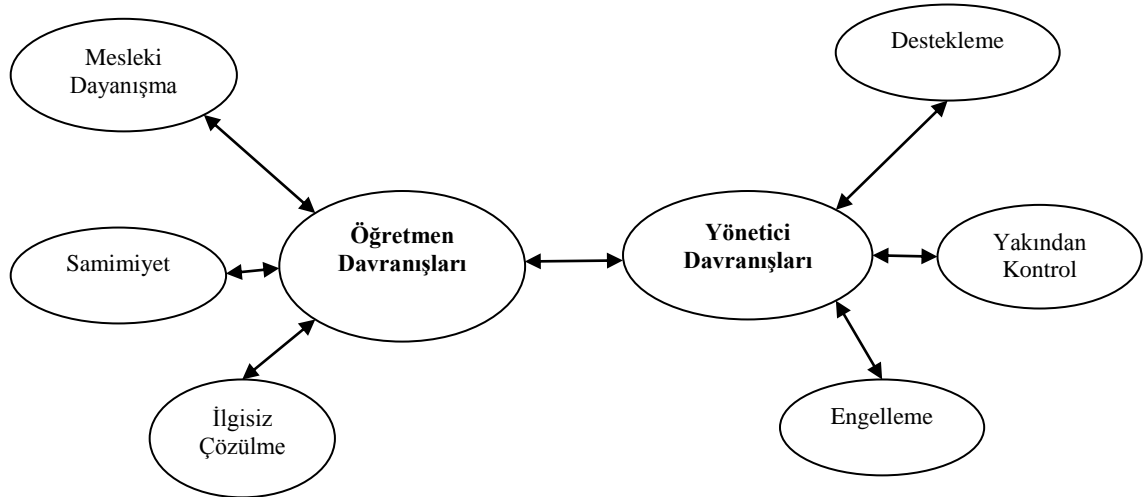 Mesleki
Dayanışma
Destekleme
Öğretmen
Davranışları
Yönetici
Davranışları
Samimiyet
Yakından
Kontrol
İlgisiz
Çözülme
Engelleme